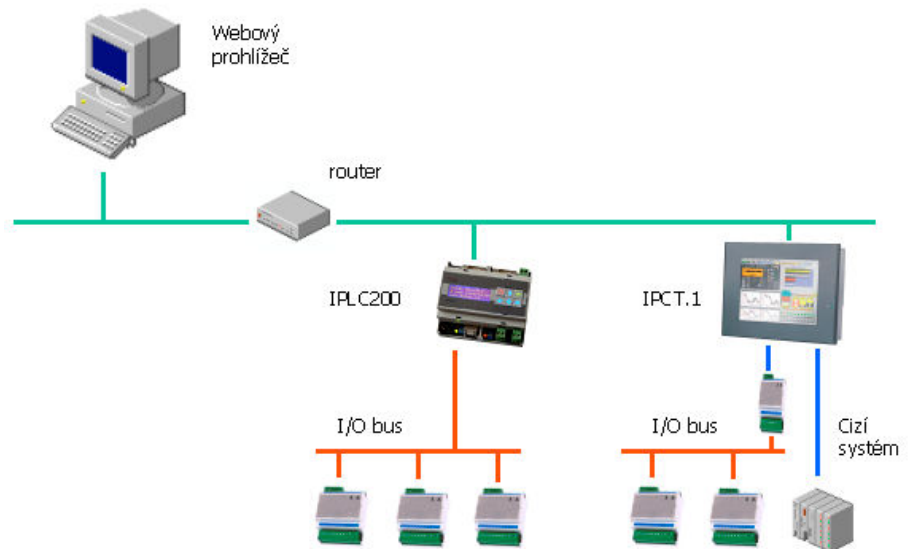 Webový
prohlížeč
router
IPLC200
IPCT.1
I/O bus
I/O bus
Cizí
systém